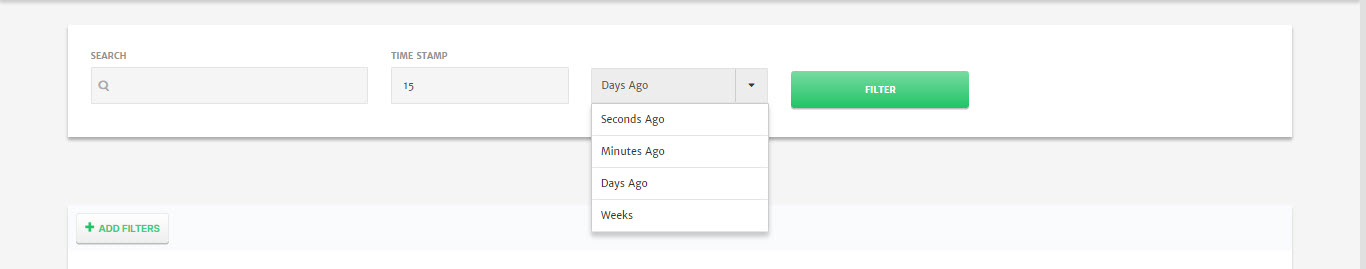 SEARCH
TIME STAMP
15
Days Ago
FILTER
Seconds Ago
Minutes Ago
Days Ago
Weeks
ADD FILTERS